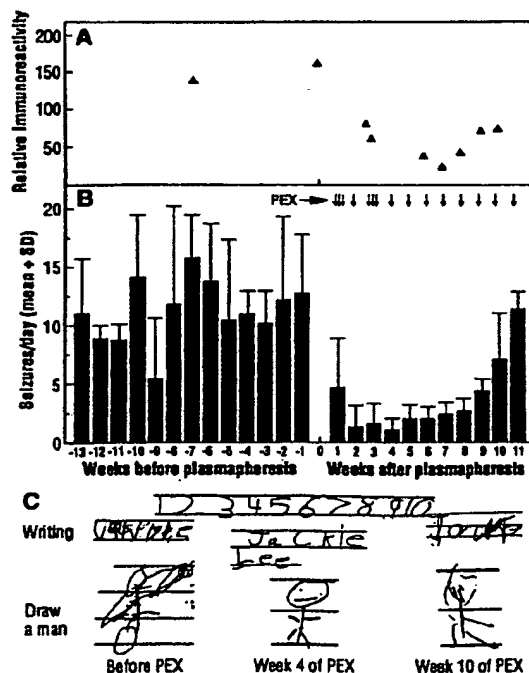 A
Relative Immunoreactivity
200
150
100
50
PEX
B
Seizures/day (mean + SD)
20
15
10
5
0
-13 -12 -11 -10 -9 -8 -7 -6 -5 -4 -3 -2 -1 0 1 2 3 4 5 6 7 8 9 10 11
Weeks before plasmapheresis Weeks after plasmapheresis
C
3 4 5 6 7 8 9 10
Writing
Jackie
Lee
Draw
a man
Before PEX Week 4 of PEX Week 10 of PEX